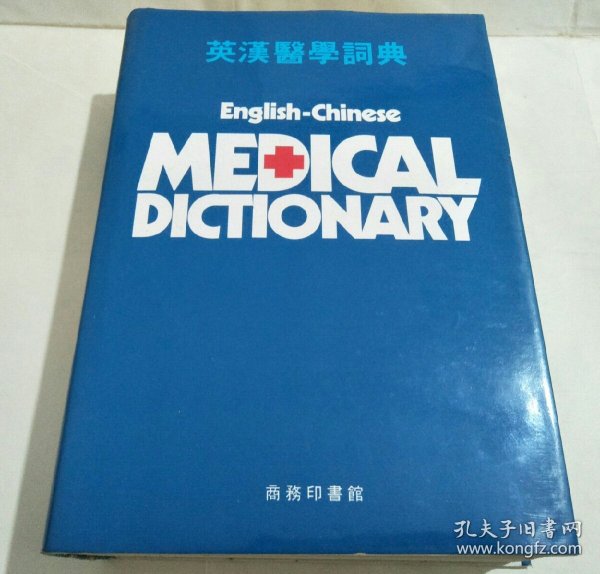 英漢醫學詞典
English-Chinese
MEDICAL
DICTIONARY
商務印書館
孔夫子旧书网
www.kongfz.com